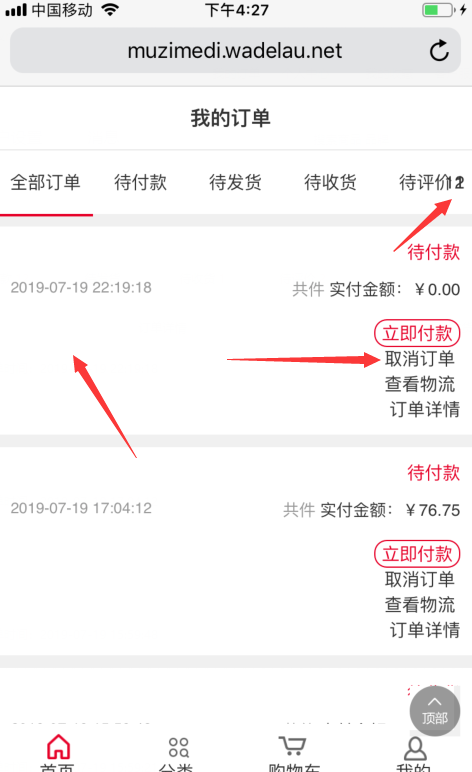 中国移动 下午4:27
muzimedi.wadelau.net
我的订单
全部订单 待付款 待发货 待收货 待评价
待付款
2019-07-19 22:19:18 共件 实付金额：￥0.00
立即付款
取消订单
查看物流
订单详情
待付款
2019-07-19 17:04:12 共件 实付金额：￥76.75
立即付款
取消订单
查看物流
订单详情
顶部
首页 分类 购物车 我的